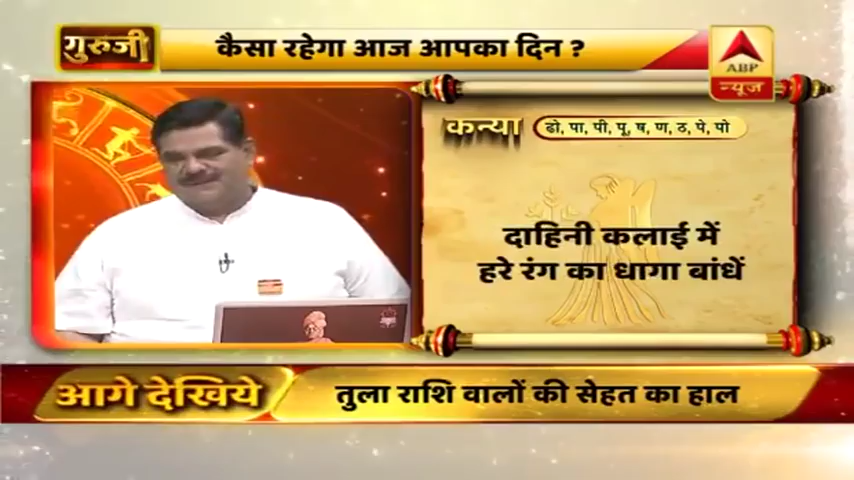 गुरुजी
कैसा रहेगा आज आपका दिन ?
ABP
न्यूज़
कन्या
ढो, पा, पी, पू, ष, ण, ठ, पे, पो
दाहिनी कलाई में
हरे रंग का धागा बांधें
आगे देखिये
तुला राशि वालों की सेहत का हाल